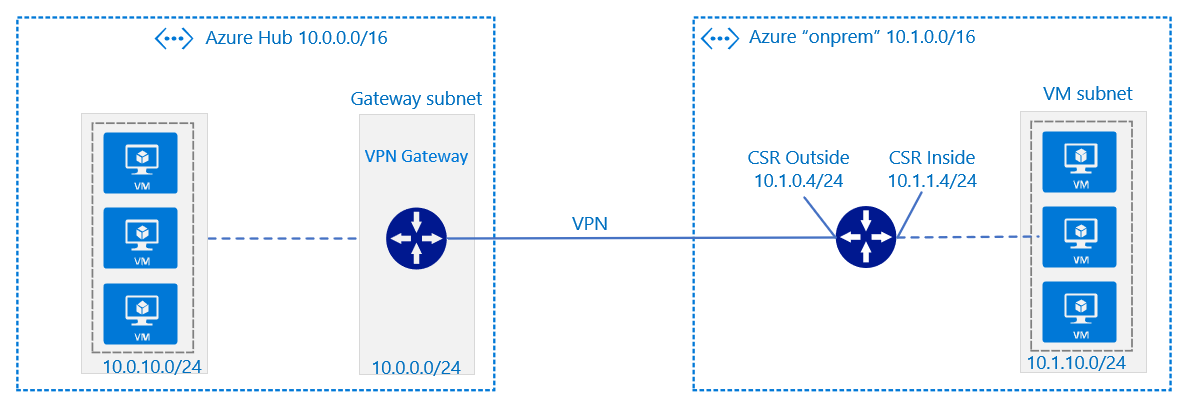 Azure Hub 10.0.0.0/16
Azure “onprem” 10.1.0.0/16
Gateway subnet
VM subnet
VPN Gateway
VM
VM
VM
VPN
CSR Outside
10.1.0.4/24
CSR Inside
10.1.1.4/24
VM
VM
VM
10.0.10.0/24
10.0.0.0/24
10.1.10.0/24